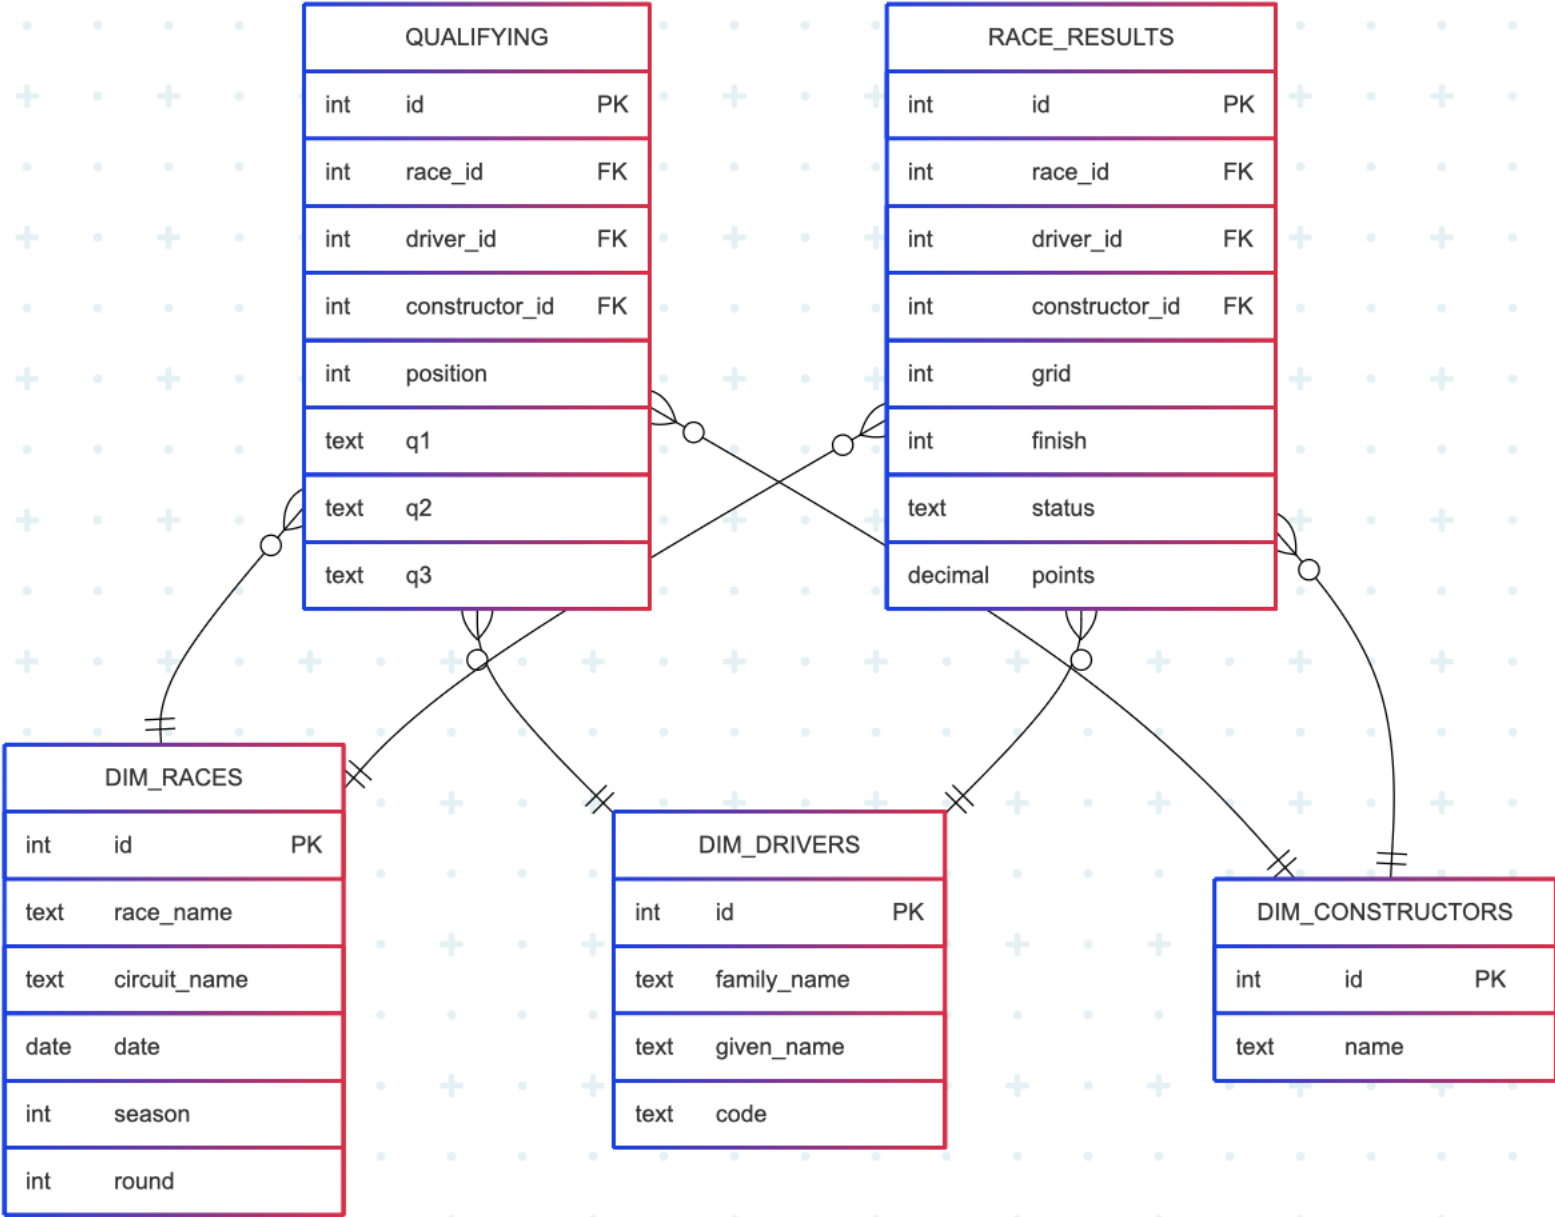 QUALIFYING
int id PK
int race_id FK
int driver_id FK
int constructor_id FK
int position
text q1
text q2
text q3
RACE_RESULTS
int id PK
int race_id FK
int driver_id FK
int constructor_id FK
int grid
int finish
text status
decimal points
DIM_RACES
int id PK
text race_name
text circuit_name
date date
int season
int round
DIM_DRIVERS
int id PK
text family_name
text given_name
text code
DIM_CONSTRUCTORS
int id PK
text name